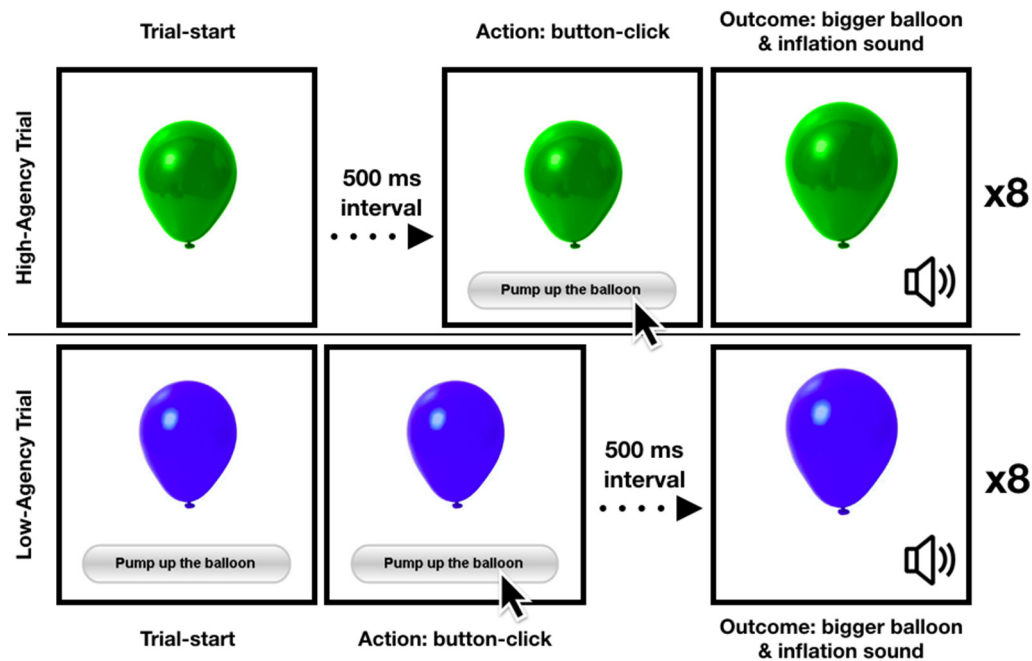 Trial-start
Action: button-click
Outcome: bigger balloon
& inflation sound
High-Agency Trial
500 ms
interval
Pump up the balloon
x8
Low-Agency Trial
Pump up the balloon
Pump up the balloon
500 ms
interval
x8
Trial-start
Action: button-click
Outcome: bigger balloon
& inflation sound